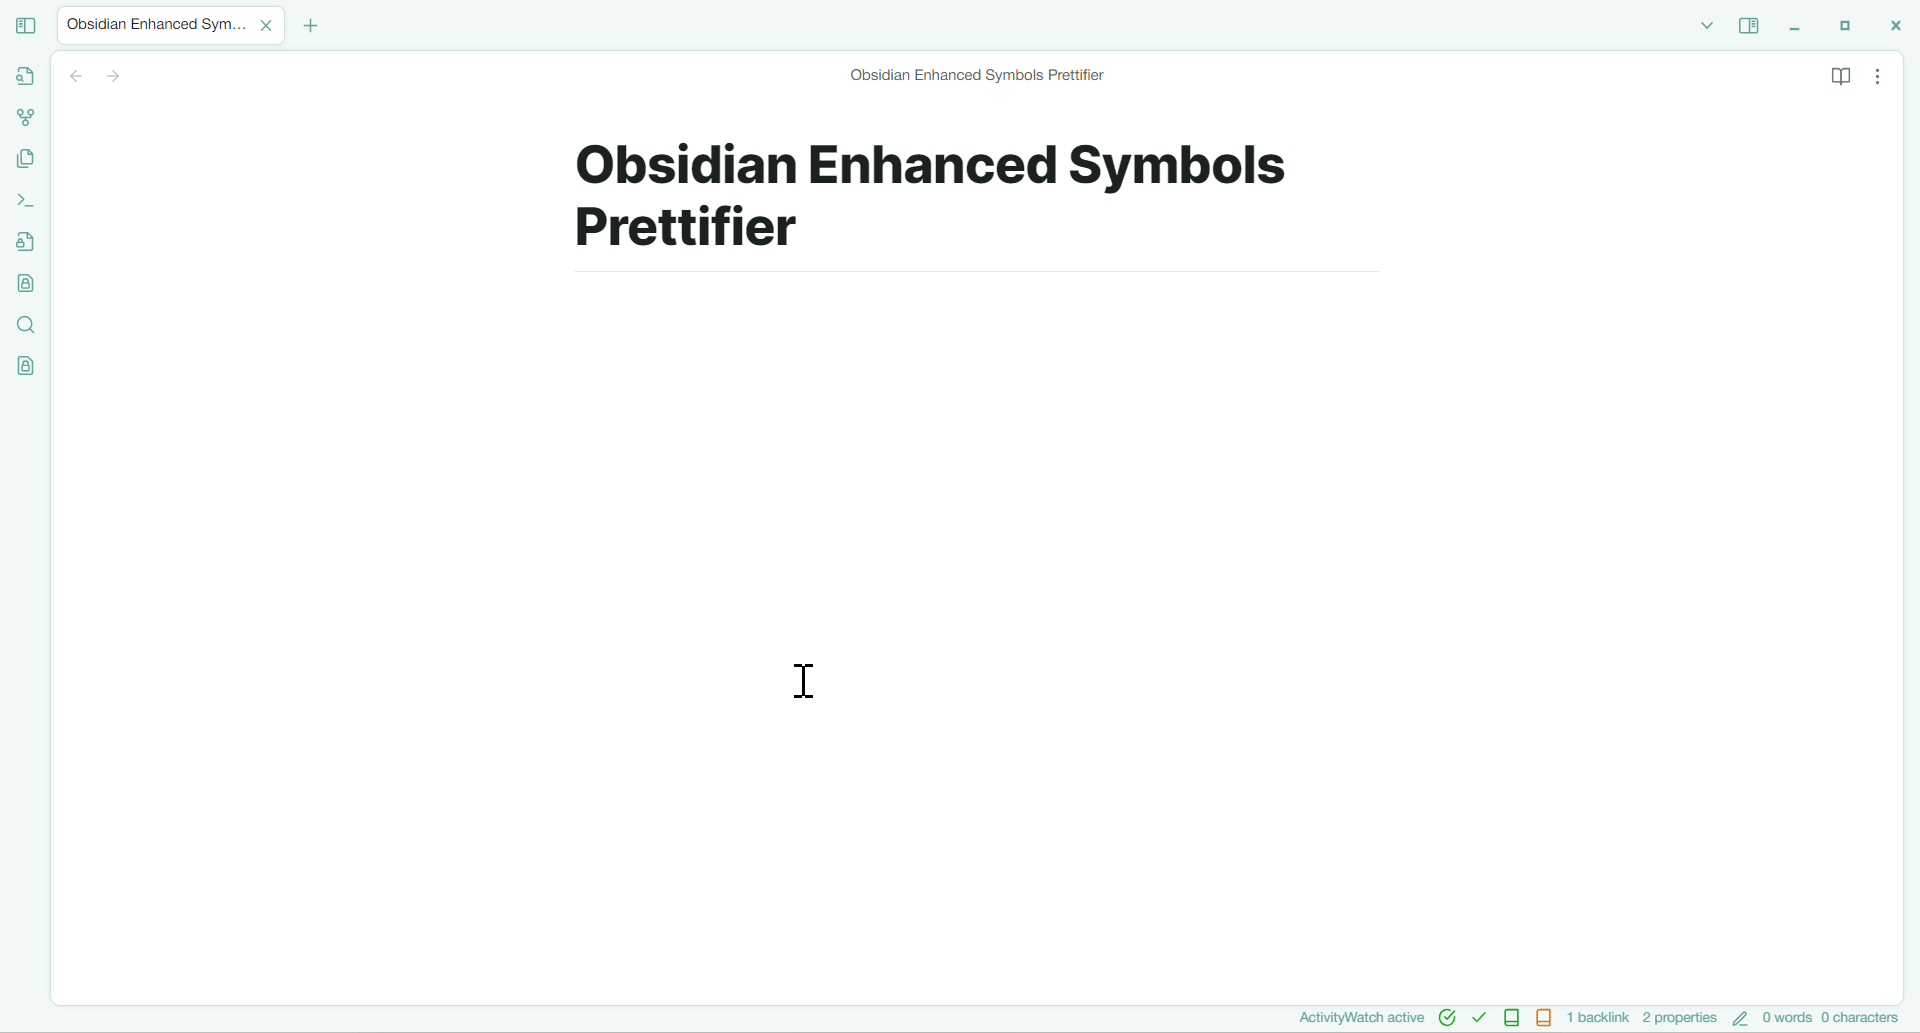 Obsidian Enhanced Sym...
Obsidian Enhanced Symbols Prettifier
Obsidian Enhanced Symbols
Prettifier
ActivityWatch active 1 backlink 2 properties 0 words 0 characters